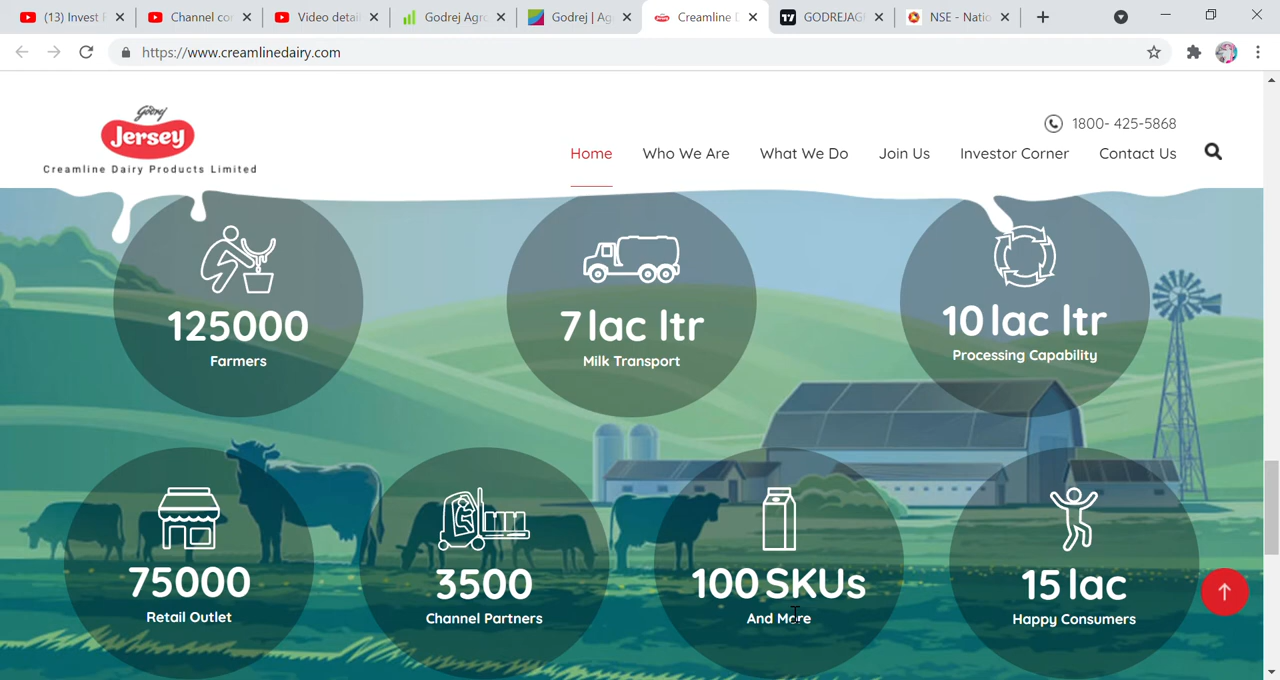 (13) Invest
Channel co
Video detai
Godrej Agro
Godrej | Ag
Creamline
GODREJAG
NSE - Natio
https://www.creamlinedairy.com
Godrej
Jersey
Creamline Dairy Products Limited
1800- 425-5868
Home
Who We Are
What We Do
Join Us
Investor Corner
Contact Us
125000
Farmers
7 lac ltr
Milk Transport
10 lac ltr
Processing Capability
75000
Retail Outlet
3500
Channel Partners
100 SKUs
And More
15 lac
Happy Consumers